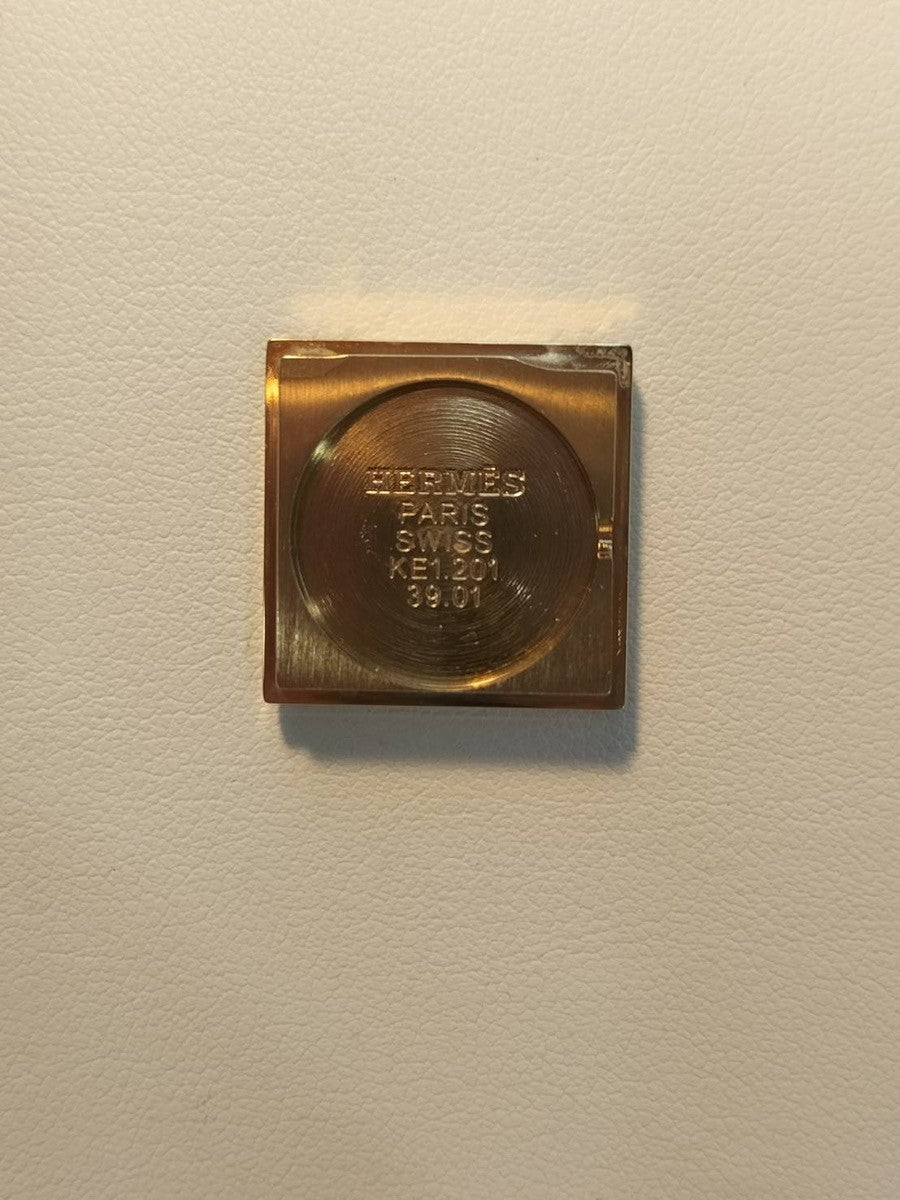 HERMÈS
PARIS
SWISS
KE1.201
39.01